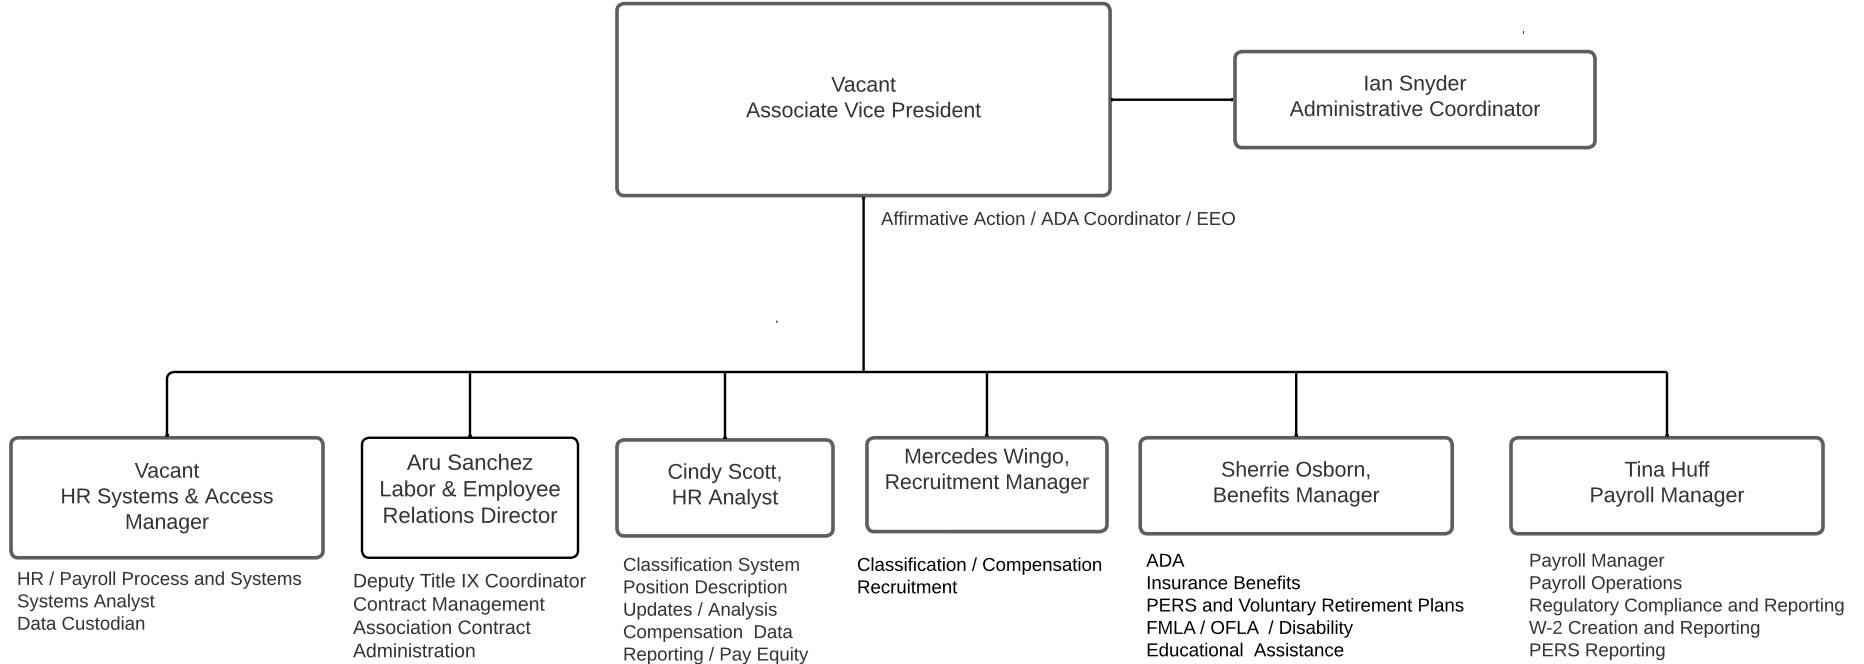 Vacant
Associate Vice President
Ian Snyder
Administrative Coordinator
Affirmative Action / ADA Coordinator / EEO
Vacant
HR Systems & Access
Manager
HR / Payroll Process and Systems
Systems Analyst
Data Custodian
Aru Sanchez
Labor & Employee
Relations Director
Deputy Title IX Coordinator
Contract Management
Association Contract
Administration
Cindy Scott,
HR Analyst
Classification System
Position Description
Updates / Analysis
Compensation  Data
Reporting / Pay Equity
Mercedes Wingo,
Recruitment Manager
Classification / Compensation
Recruitment
Sherrie Osborn,
Benefits Manager
ADA
Insurance Benefits
PERS and Voluntary Retirement Plans
FMLA / OFLA  / Disability
Educational  Assistance
Tina Huff
Payroll Manager
Payroll Manager
Payroll Operations
Regulatory Compliance and Reporting
W-2 Creation and Reporting
PERS Reporting